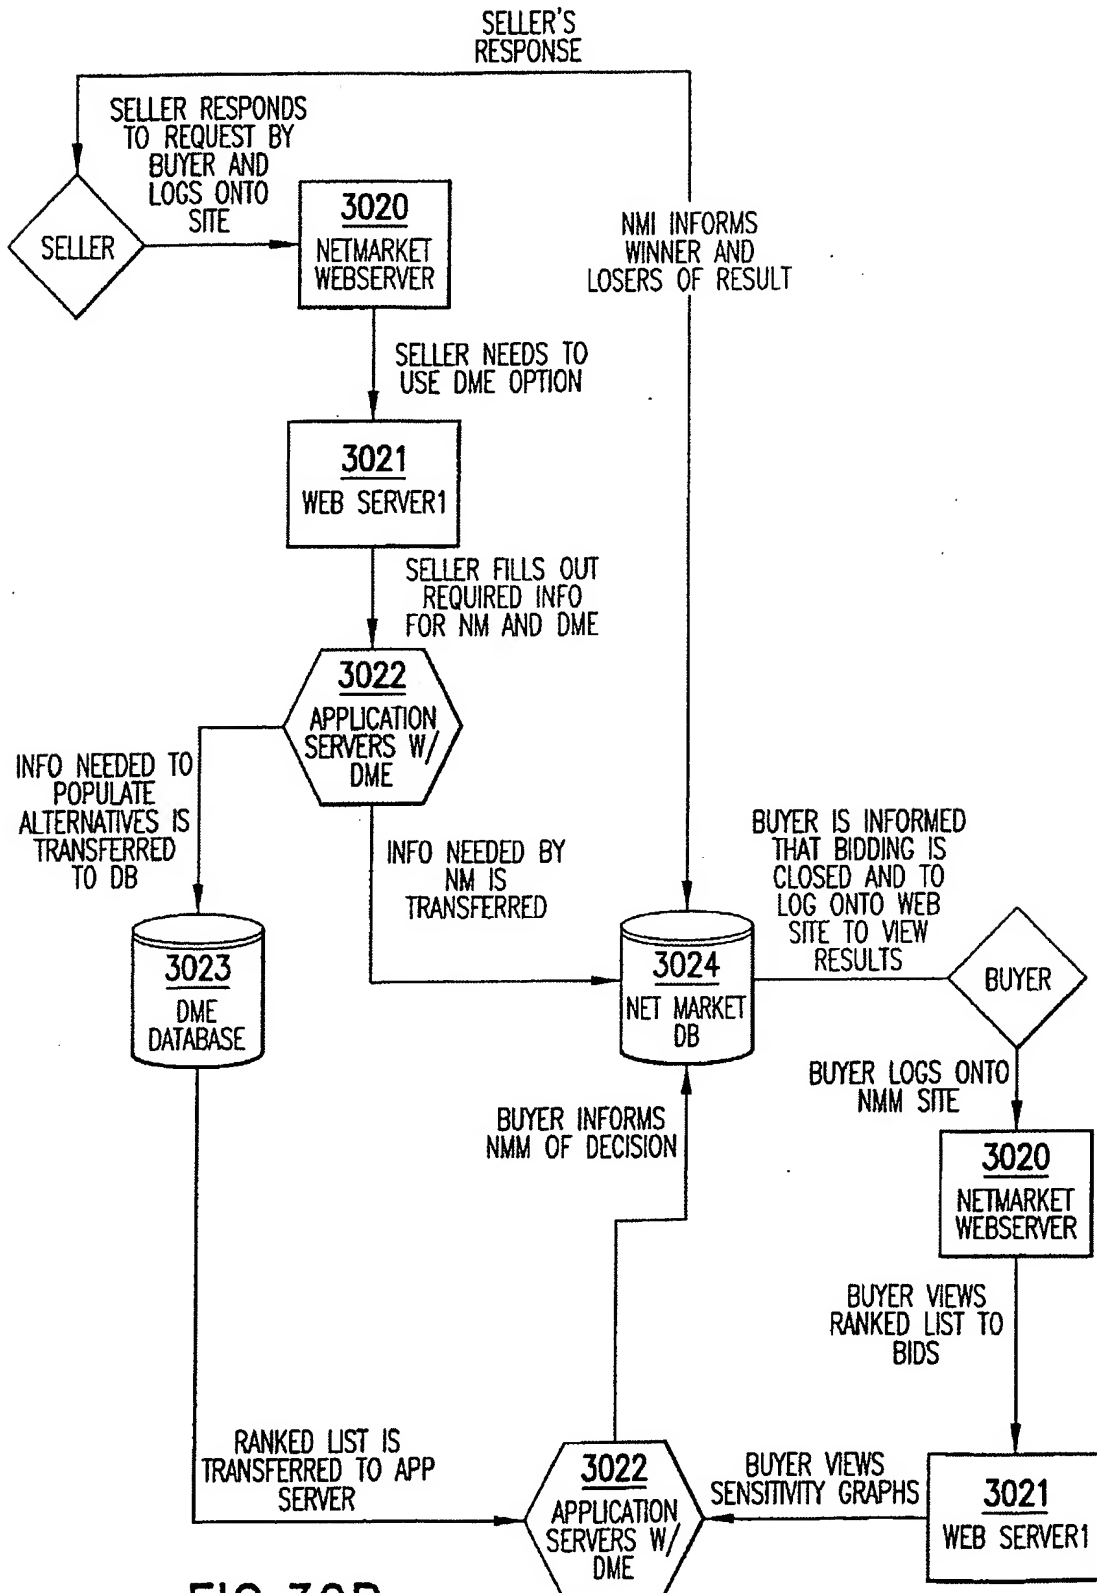 SELLER'S
RESPONSE
SELLER RESPONDS
TO REQUEST BY
BUYER AND
LOGS ONTO
SITE
SELLER
3020
NETMARKET
WEBSERVER
NMI INFORMS
WINNER AND
LOSERS OF RESULT
SELLER NEEDS TO
USE DME OPTION
3021
WEB SERVER1
SELLER FILLS OUT
REQUIRED INFO
FOR NM AND DME
3022
APPLICATION
SERVERS W/
DME
INFO NEEDED TO
POPULATE
ALTERNATIVES IS
TRANSFERRED
TO DB
INFO NEEDED BY
NM IS
TRANSFERRED
BUYER IS INFORMED
THAT BIDDING IS
CLOSED AND TO
LOG ONTO WEB
SITE TO VIEW
RESULTS
3023
DME
DATABASE
3024
NET MARKET
DB
BUYER
BUYER LOGS ONTO
NMM SITE
BUYER INFORMS
NMM OF DECISION
3020
NETMARKET
WEBSERVER
BUYER VIEWS
RANKED LIST TO
BIDS
RANKED LIST IS
TRANSFERRED TO APP
SERVER
3022
APPLICATION
SERVERS W/
DME
BUYER VIEWS
SENSITIVITY GRAPHS
3021
WEB SERVER1